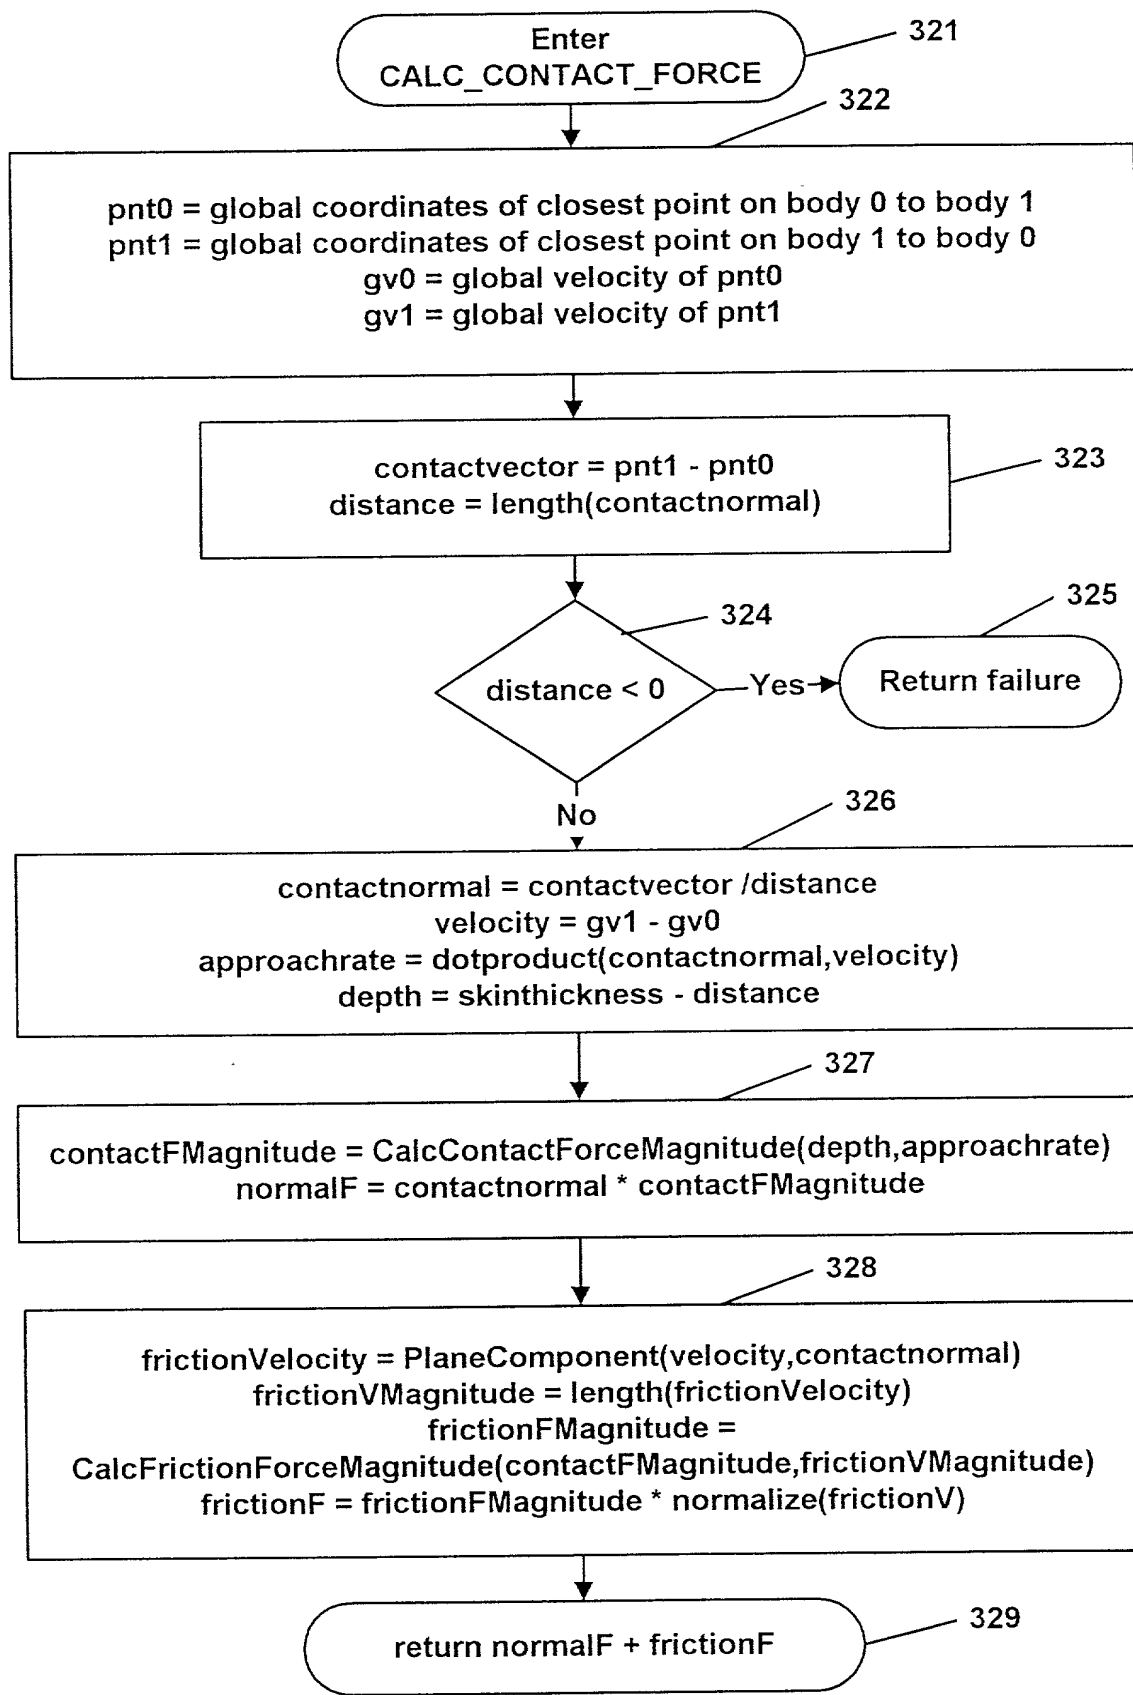 Enter
CALC_CONTACT_FORCE
321
322
pnt0 = global coordinates of closest point on body 0 to body 1
pnt1 = global coordinates of closest point on body 1 to body 0
gv0 = global velocity of pnt0
gv1 = global velocity of pnt1
contactvector = pnt1 - pnt0
distance = length(contactnormal)
323
324
distance < 0
Yes
325
Return failure
No
326
contactnormal = contactvector /distance
velocity = gv1 - gv0
approachrate = dotproduct(contactnormal,velocity)
depth = skinthickness - distance
327
contactFMagnitude = CalcContactForceMagnitude(depth,approachrate)
normalF = contactnormal * contactFMagnitude
328
frictionVelocity = PlaneComponent(velocity,contactnormal)
frictionVMagnitude = length(frictionVelocity)
frictionFMagnitude =
CalcFrictionForceMagnitude(contactFMagnitude,frictionVMagnitude)
frictionF = frictionFMagnitude * normalize(frictionV)
return normalF + frictionF
329